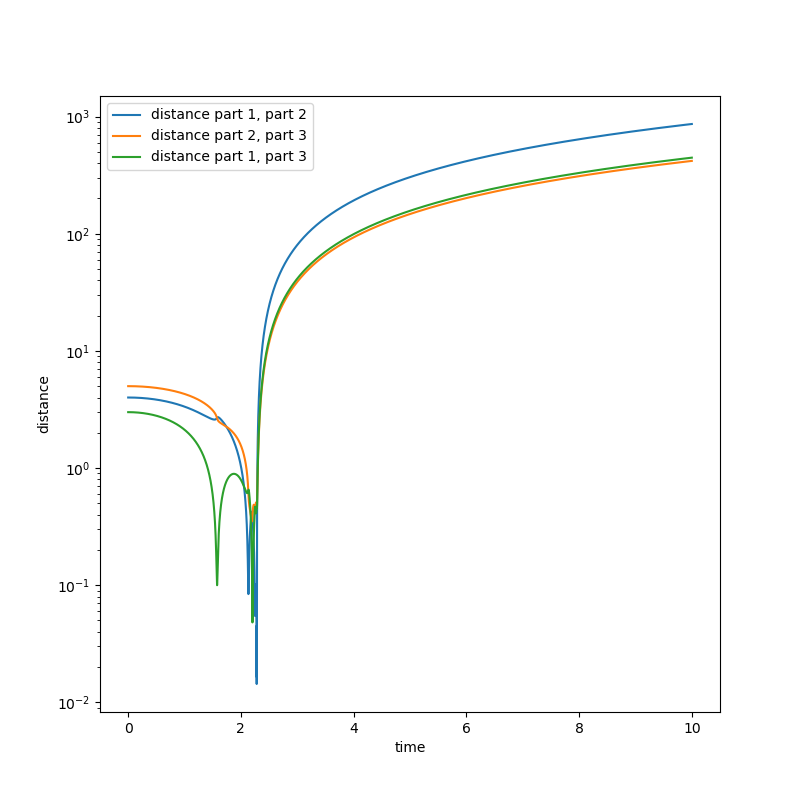 distance part 1, part 2
distance part 2, part 3
distance part 1, part 3
10³
10²
10¹
10⁰
10⁻¹
10⁻²
distance
0 2 4 6 8 10
time